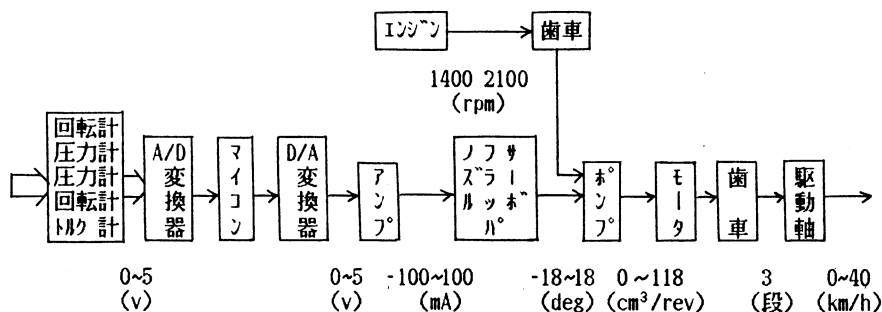 ｴﾝｼﾞﾝ
歯車
1400 2100
(rpm)
回転計
圧力計
圧力計
回転計
ﾄﾙｸ計
A/D
変換器
マイコン
D/A
変換器
アンプ
サーボ
フラッパ
ノズル
ポンプ
モータ
歯車
駆動軸
0~5
(v)
0~5
(v)
-100~100
(mA)
-18~18
(deg)
0~118
(cm³/rev)
3
(段)
0~40
(km/h)